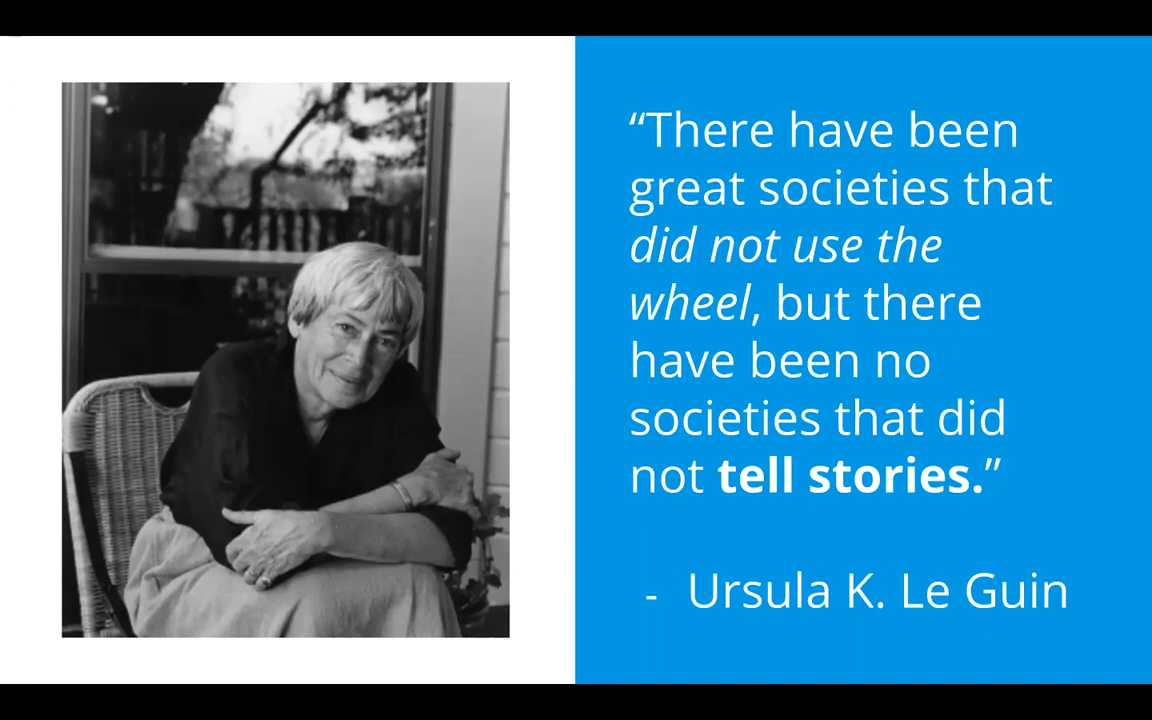 “There have been
great societies that
did not use the
wheel, but there
have been no
societies that did
not tell stories.”
- Ursula K. Le Guin